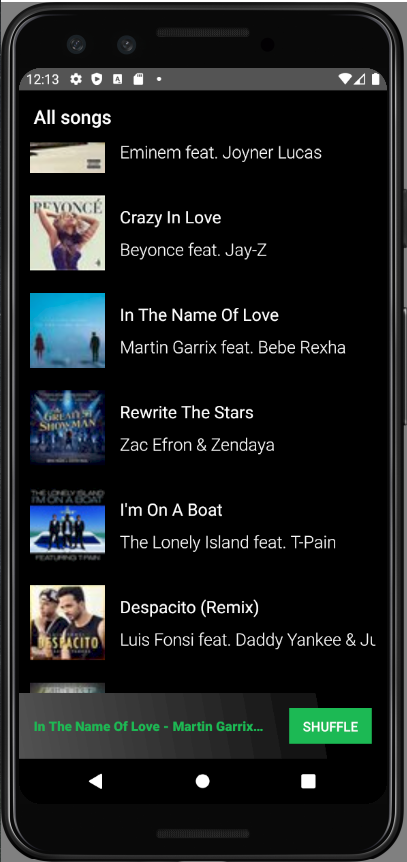 12:13
All songs
Eminem feat. Joyner Lucas
BEYONCÉ
4
Crazy In Love
Beyonce feat. Jay-Z
In The Name Of Love
Martin Garrix feat. Bebe Rexha
GREATEST
SHOWMAN
Rewrite The Stars
Zac Efron & Zendaya
THE LONELY ISLAND
I'M ON A BOAT
FEATURING T-PAIN
I'm On A Boat
The Lonely Island feat. T-Pain
DESPACITO
Despacito (Remix)
Luis Fonsi feat. Daddy Yankee & Ju
In The Name Of Love - Martin Garrix...
SHUFFLE